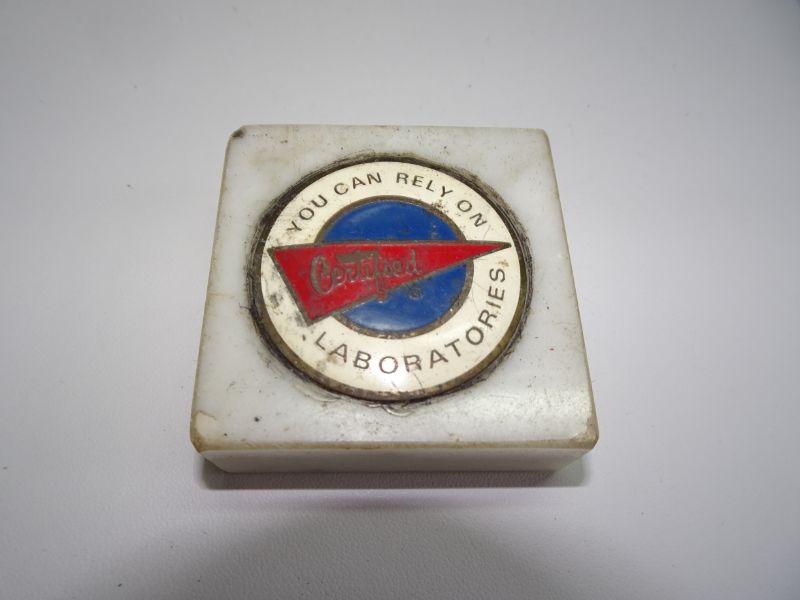 YOU CAN RELY ON
Certified
LABORATORIES